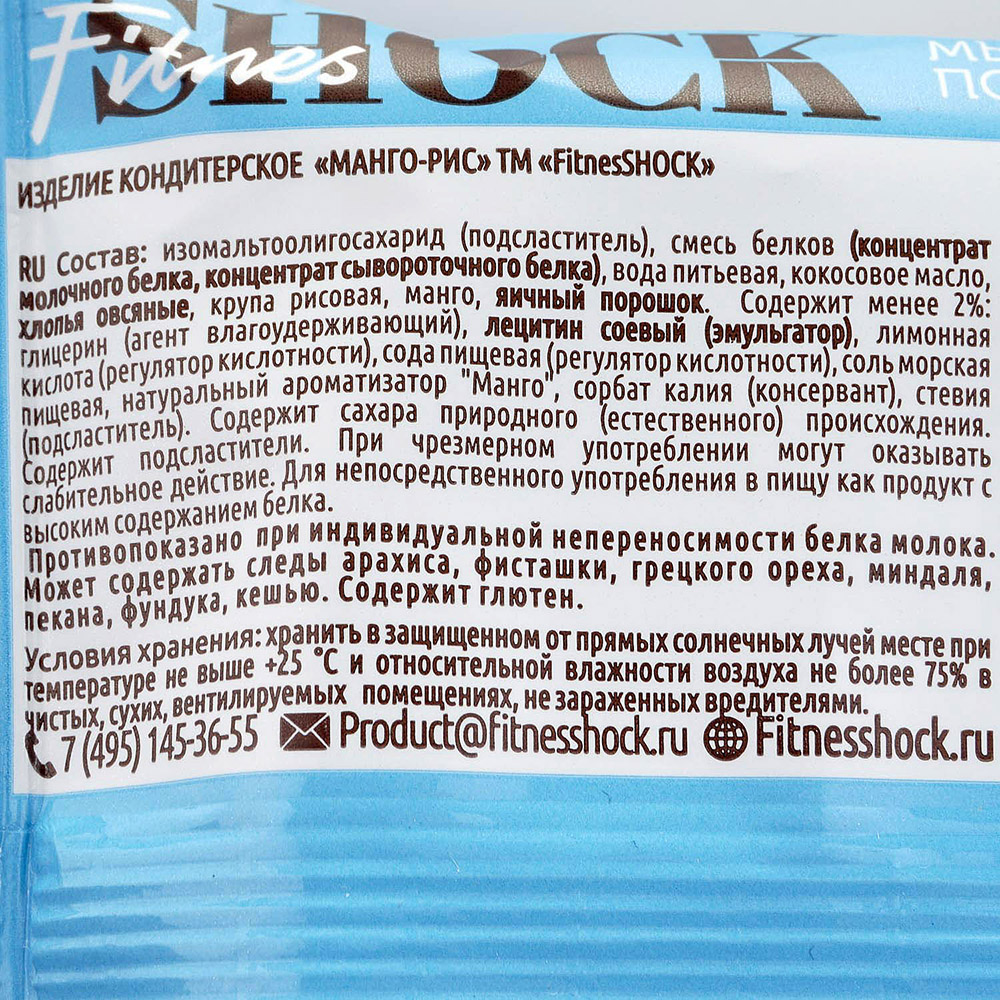 Fitnes
SHOCK
ИЗДЕЛИЕ КОНДИТЕРСКОЕ «МАНГО-РИС» ТМ «FitnesSHOCK»
RU Состав: изомальтоолигосахарид (подсластитель), смесь белков (концентрат
молочного белка, концентрат сывороточного белка), вода питьевая, кокосовое масло,
хлопья овсяные, крупа рисовая, манго, яичный порошок. Содержит менее 2%:
глицерин (агент влагоудерживающий), лецитин соевый (эмульгатор), лимонная
кислота (регулятор кислотности), сода пищевая (регулятор кислотности), соль морская
пищевая, натуральный ароматизатор "Манго", сорбат калия (консервант), стевия
(подсластитель). Содержит сахара природного (естественного) происхождения.
Содержит подсластители. При чрезмерном употреблении могут оказывать
слабительное действие. Для непосредственного употребления в пищу как продукт с
высоким содержанием белка.
Противопоказано при индивидуальной непереносимости белка молока.
Может содержать следы арахиса, фисташки, грецкого ореха, миндаля,
пекана, фундука, кешью. Содержит глютен.
Условия хранения: хранить в защищенном от прямых солнечных лучей месте при
температуре не выше +25 °С и относительной влажности воздуха не более 75% в
чистых, сухих, вентилируемых помещениях, не зараженных вредителями.
7 (495) 145-36-55 Product@fitnesshock.ru Fitnesshock.ru